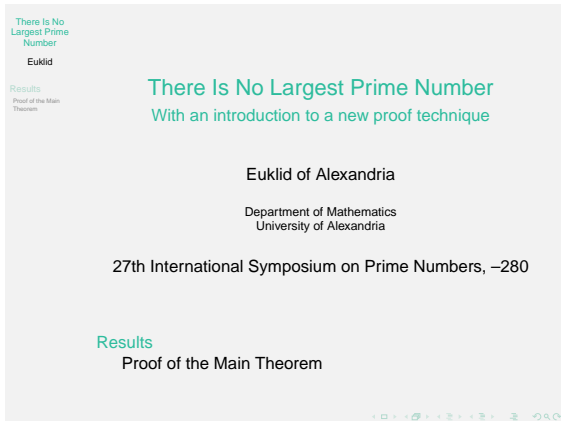 There Is No
Largest Prime
Number
Euklid
Results
Proof of the Main
Theorem
There Is No Largest Prime Number
With an introduction to a new proof technique
Euklid of Alexandria
Department of Mathematics
University of Alexandria
27th International Symposium on Prime Numbers, –280
Results
Proof of the Main Theorem